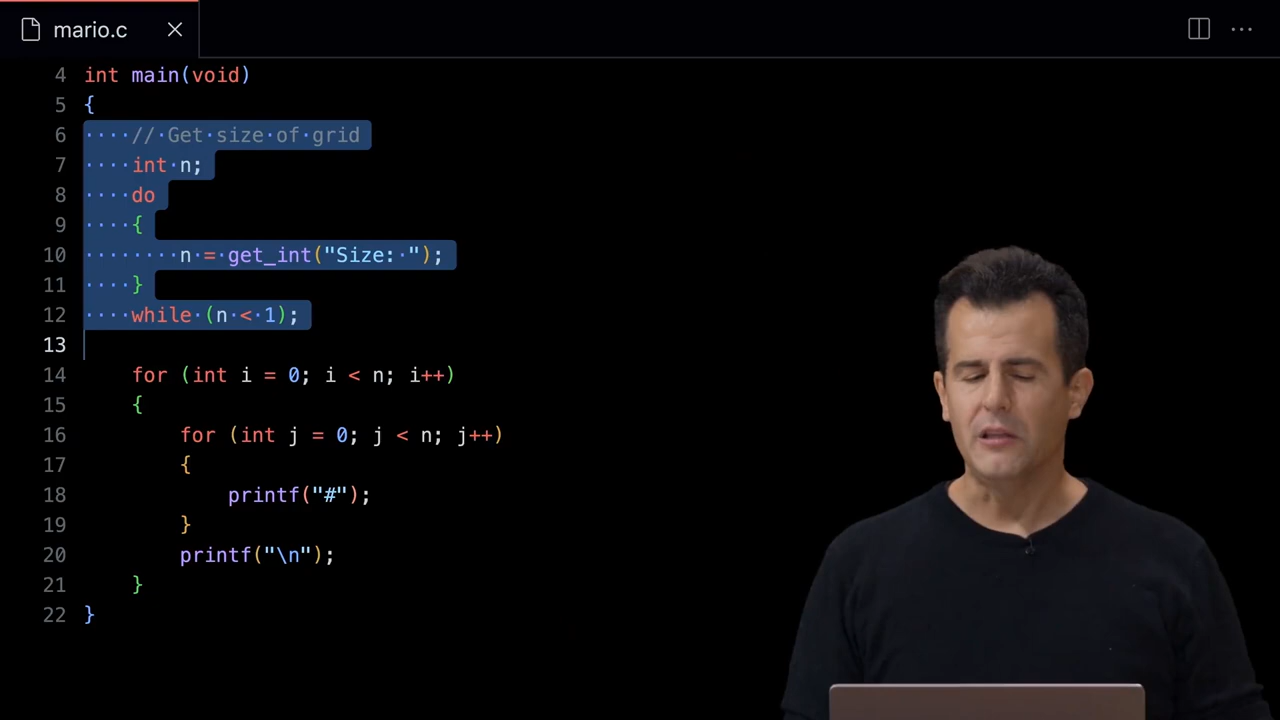 mario.c
4 int main(void)
5 {
6 // Get size of grid
7 int n;
8 do
9 {
10 n = get_int("Size: ");
11 }
12 while (n < 1);
13
14 for (int i = 0; i < n; i++)
15 {
16 for (int j = 0; j < n; j++)
17 {
18 printf("#");
19 }
20 printf("\n");
21 }
22 }